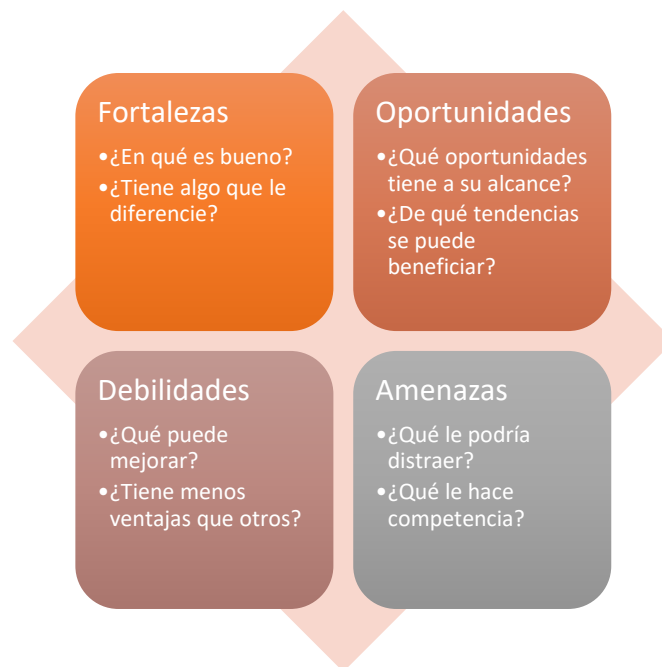 Fortalezas
•¿En qué es bueno?
•¿Tiene algo que le
diferencie?
Oportunidades
•¿Qué oportunidades
tiene a su alcance?
•¿De qué tendencias
se puede
beneficiar?
Debilidades
•¿Qué puede
mejorar?
•¿Tiene menos
ventajas que otros?
Amenazas
•¿Qué le podría
distraer?
•¿Qué le hace
competencia?